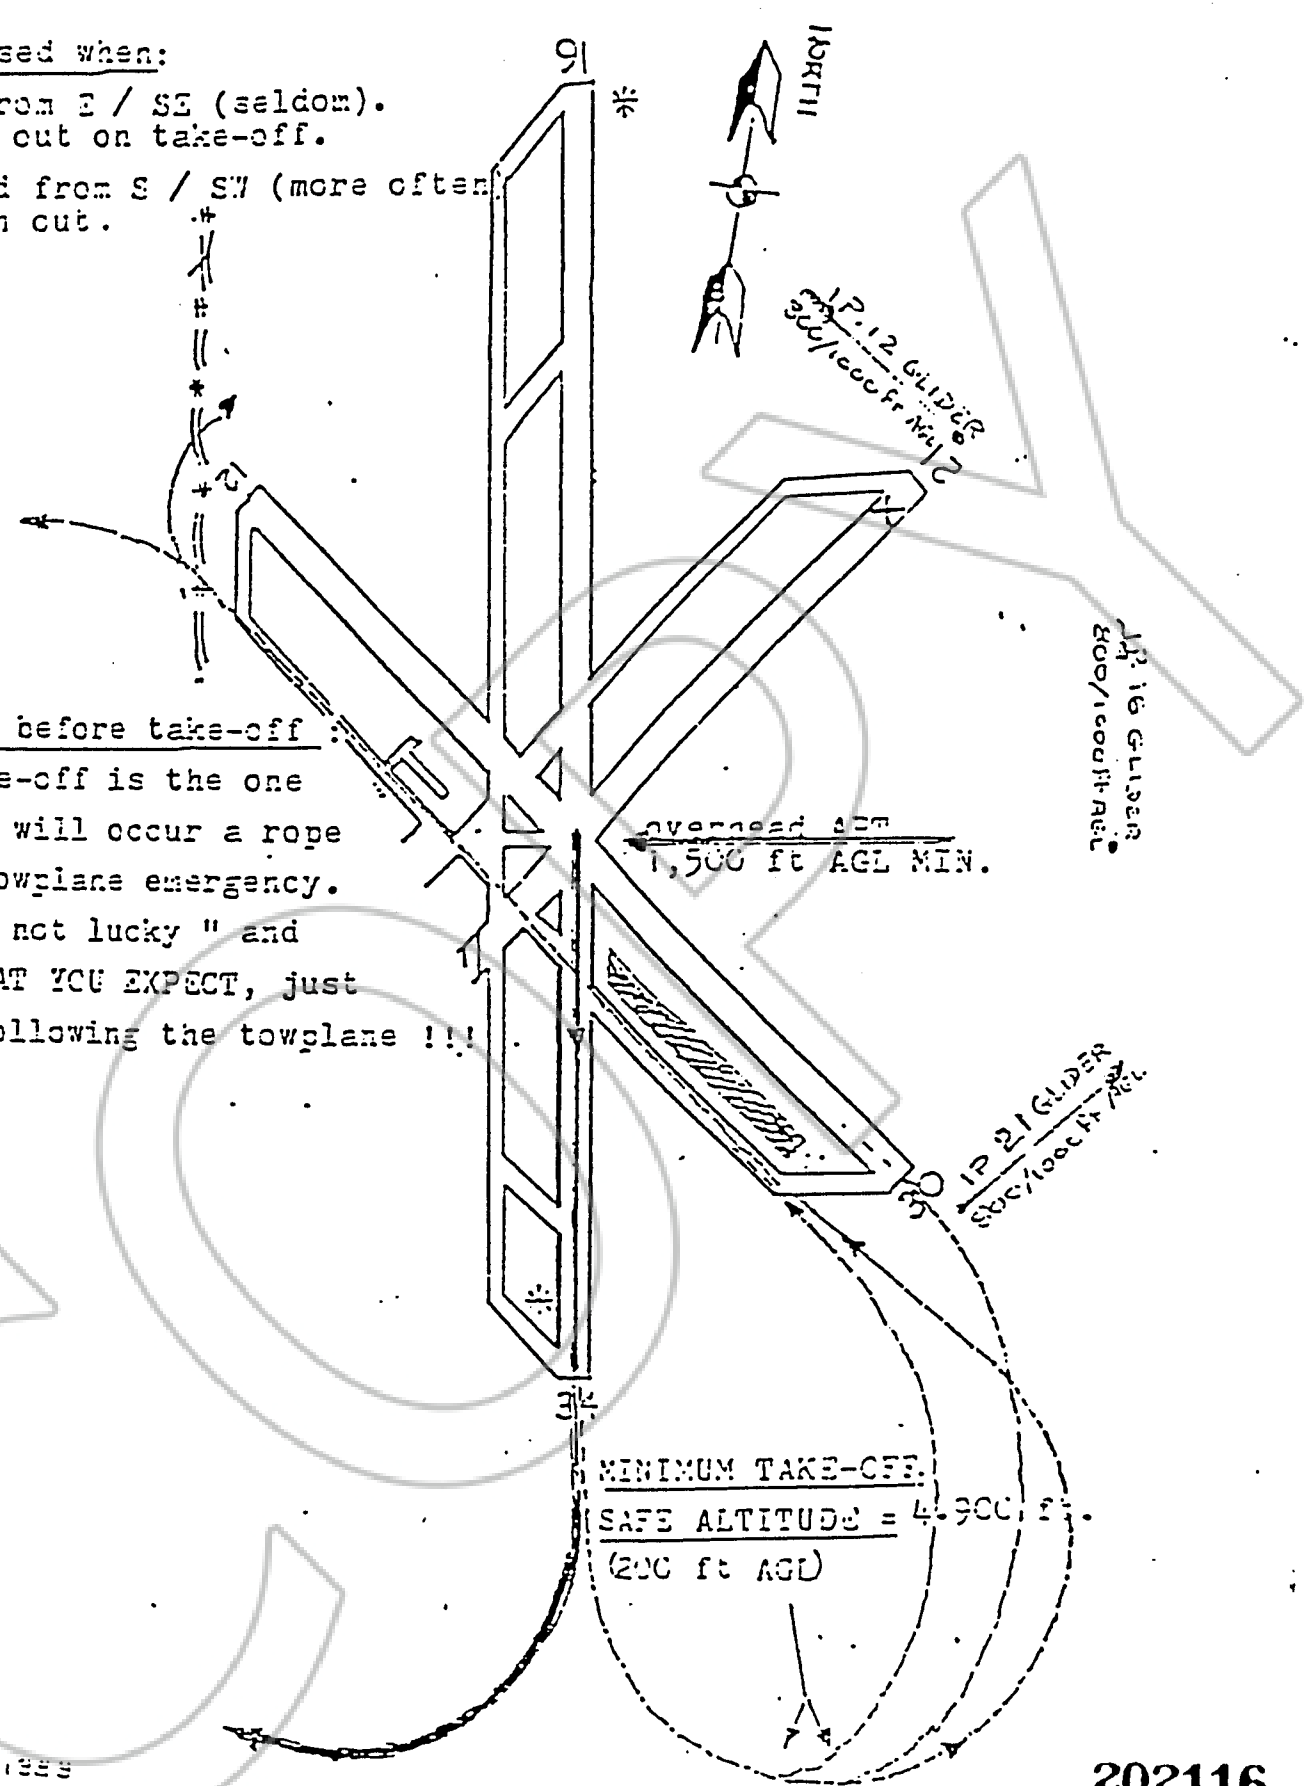 sed when:
rom E / SE (seldom).
cut on take-off.
d from S / SW (more often
n cut.
16
NORTH
IP.12 GLIDER
800/1000 ft AGL
12
21
before take-off :
e-off is the one
will occur a rope
owplane emergency.
not lucky " and
AT YOU EXPECT, just
ollowing the towplane !!!
IP. 16 GLIDER
800/1000 ft AGL
overhead
1,500 ft AGL MIN.
IP 21 GLIDER
800/1000 ft AGL
30
34
MINIMUM TAKE-OFF
SAFE ALTITUDE = 4.900 ft.
(200 ft AGL)
202116
COPY